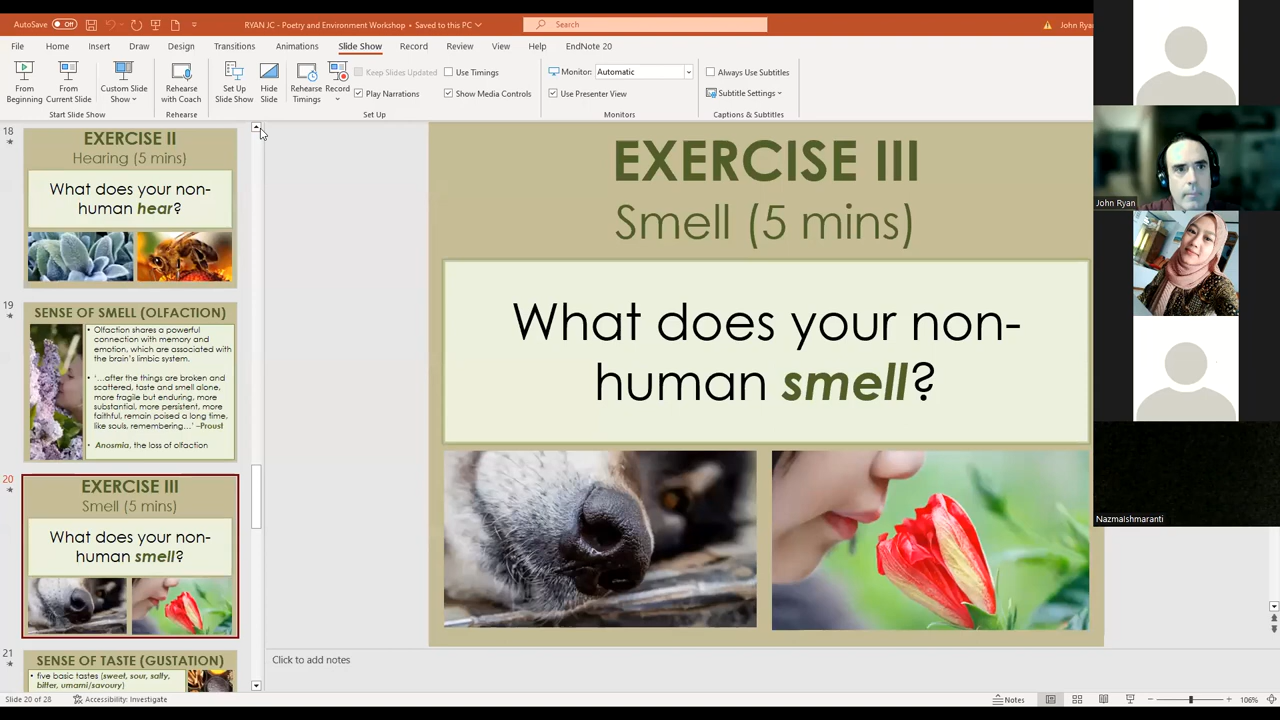 AutoSave Off
RYAN JC - Poetry and Environment Workshop • Saved to this PC
Search
John Ryan
File Home Insert Draw Design Transitions Animations Slide Show Record Review View Help EndNote 20
From Beginning
From Current Slide
Custom Slide Show
Rehearse with Coach
Set Up Slide Show
Hide Slide
Rehearse Timings
Record
Keep Slides Updated
Play Narrations
Use Timings
Show Media Controls
Monitor: Automatic
Use Presenter View
Always Use Subtitles
Subtitle Settings
Start Slide Show
Rehearse
Set Up
Monitors
Captions & Subtitles
18
EXERCISE II
Hearing (5 mins)
What does your non-
human hear?
19
SENSE OF SMELL (OLFACTION)
• Olfaction shares a powerful
connection with memory and
emotion, which are associated with
the brain's limbic system.
• '...after the things are broken and
scattered, taste and smell alone,
more fragile but enduring, more
substantial, more persistent, more
faithful, remain poised a long time,
like souls, remembering...' –Proust
• Anosmia, the loss of olfaction
20
EXERCISE III
Smell (5 mins)
What does your non-
human smell?
21
SENSE OF TASTE (GUSTATION)
• five basic tastes (sweet, sour, salty,
bitter, umami/savoury)
EXERCISE III
Smell (5 mins)
What does your non-
human smell?
Click to add notes
John Ryan
Nazmaishmaranti
Slide 20 of 28
Accessibility: Investigate
Notes
106%